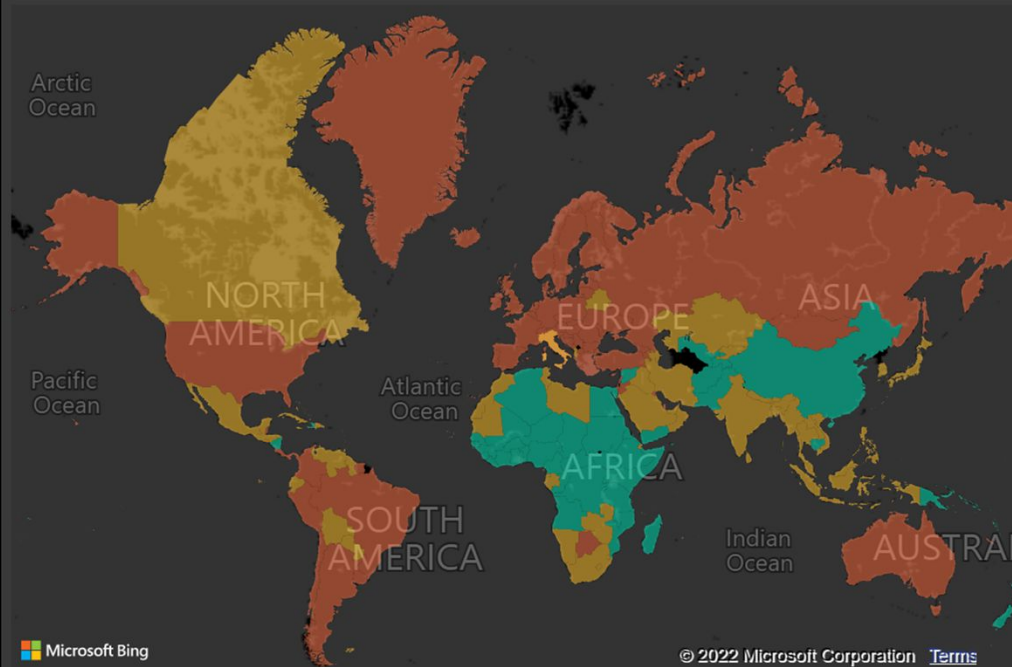 Arctic
Ocean
NORTH
AMERICA
EUROPE
ASIA
Pacific
Ocean
Atlantic
Ocean
AFRICA
SOUTH
AMERICA
Indian
Ocean
AUSTRA
Microsoft Bing
© 2022 Microsoft Corporation Terms